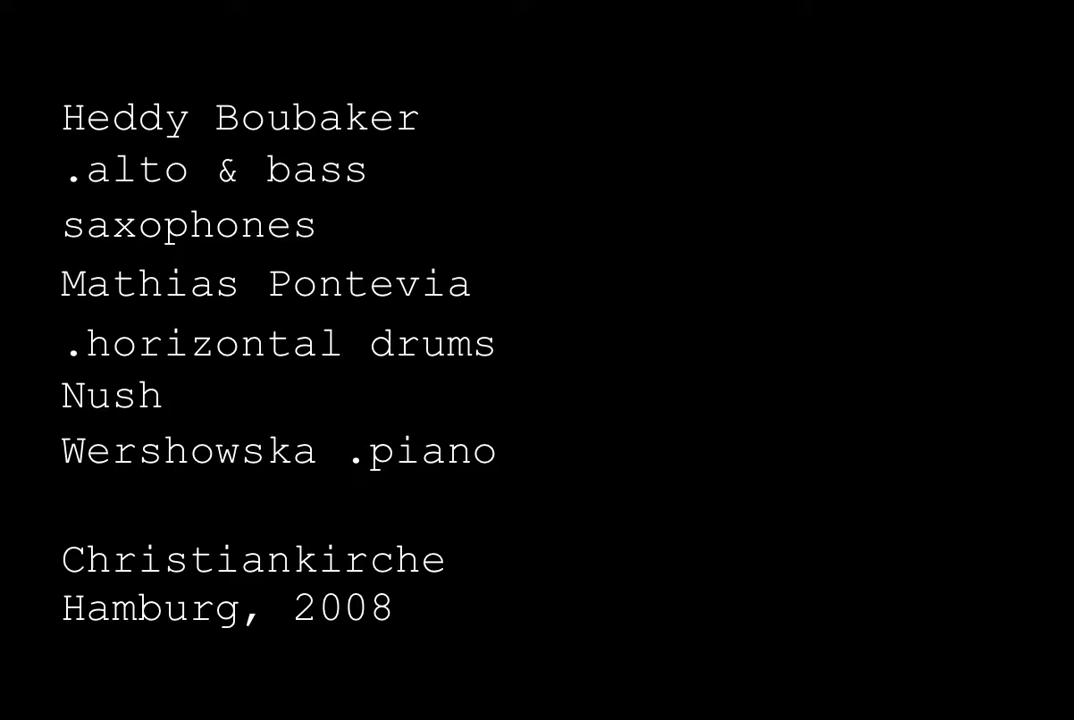 Heddy Boubaker
.alto & bass
saxophones
Mathias Pontevia
.horizontal drums
Nush
Wershowska .piano
Christiankirche
Hamburg, 2008